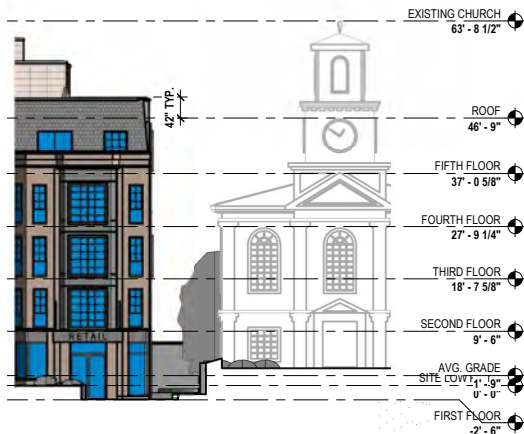 EXISTING CHURCH
63' - 8 1/2"
42" TYP.
ROOF
46' - 9"
FIFTH FLOOR
37' - 0 5/8"
FOURTH FLOOR
27' - 9 1/4"
THIRD FLOOR
18' - 7 5/8"
SECOND FLOOR
9' - 6"
RETAIL
AVG. GRADE
SITE LOW
1' -9"
0' - 0"
FIRST FLOOR
-2' - 6"